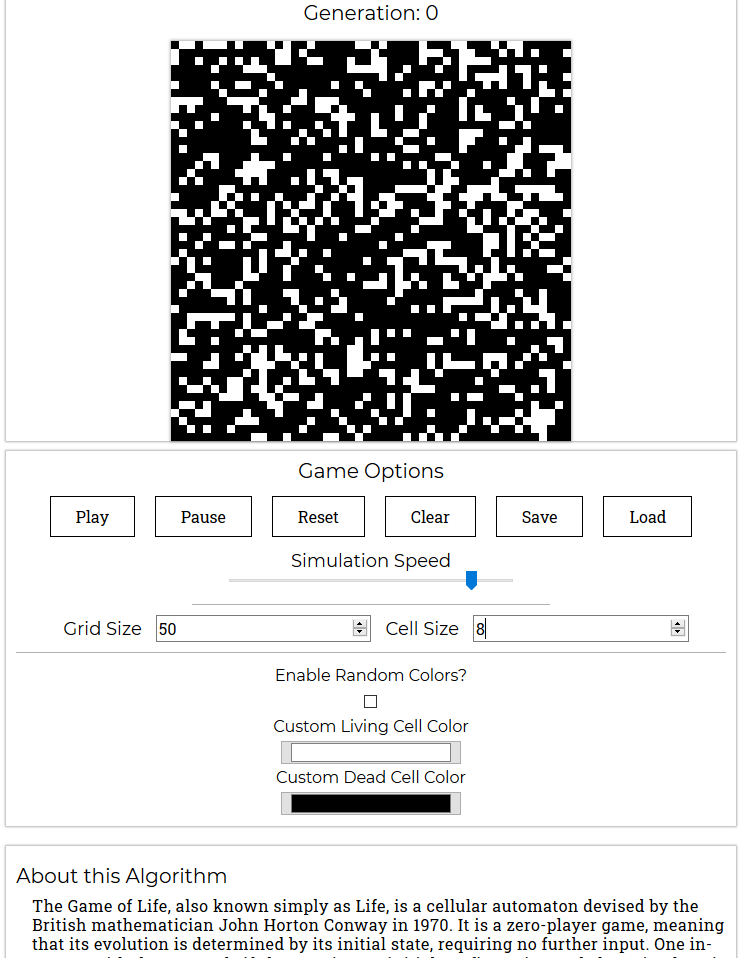 Generation: 0
Game Options
Play Pause Reset Clear Save Load
Simulation Speed
Grid Size 50 Cell Size 8
Enable Random Colors?
Custom Living Cell Color
Custom Dead Cell Color
About this Algorithm
The Game of Life, also known simply as Life, is a cellular automaton devised by the
British mathematician John Horton Conway in 1970. It is a zero-player game, meaning
that its evolution is determined by its initial state, requiring no further input. One in-